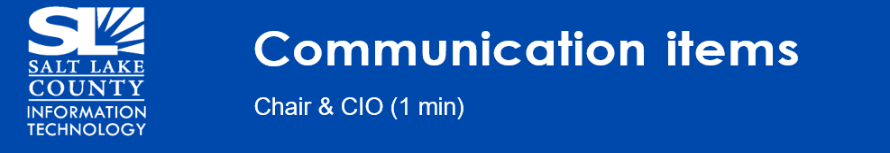 SL
SALT LAKE
COUNTY
INFORMATION
TECHNOLOGY
Communication items
Chair & CIO (1 min)